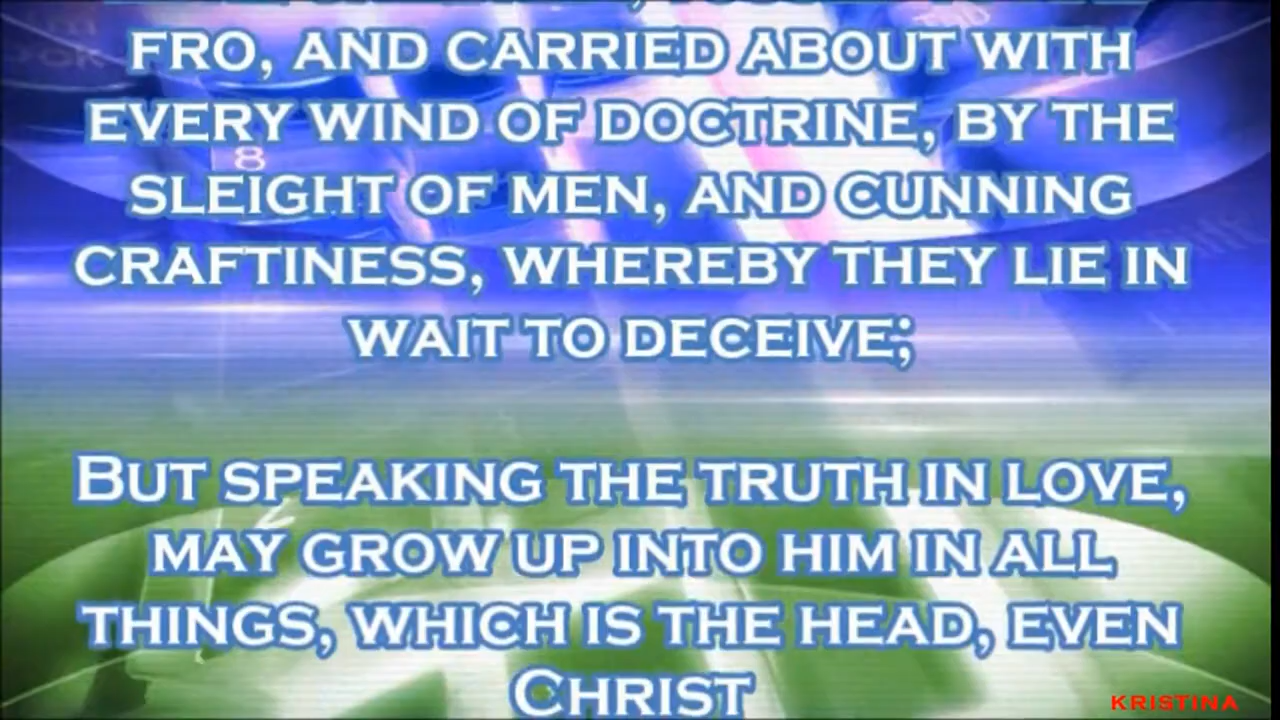 FRO, AND CARRIED ABOUT WITH
EVERY WIND OF DOCTRINE, BY THE
8
SLEIGHT OF MEN, AND CUNNING
CRAFTINESS, WHEREBY THEY LIE IN
WAIT TO DECEIVE;
BUT SPEAKING THE TRUTH IN LOVE,
MAY GROW UP INTO HIM IN ALL
THINGS, WHICH IS THE HEAD, EVEN
CHRIST
KRISTINA